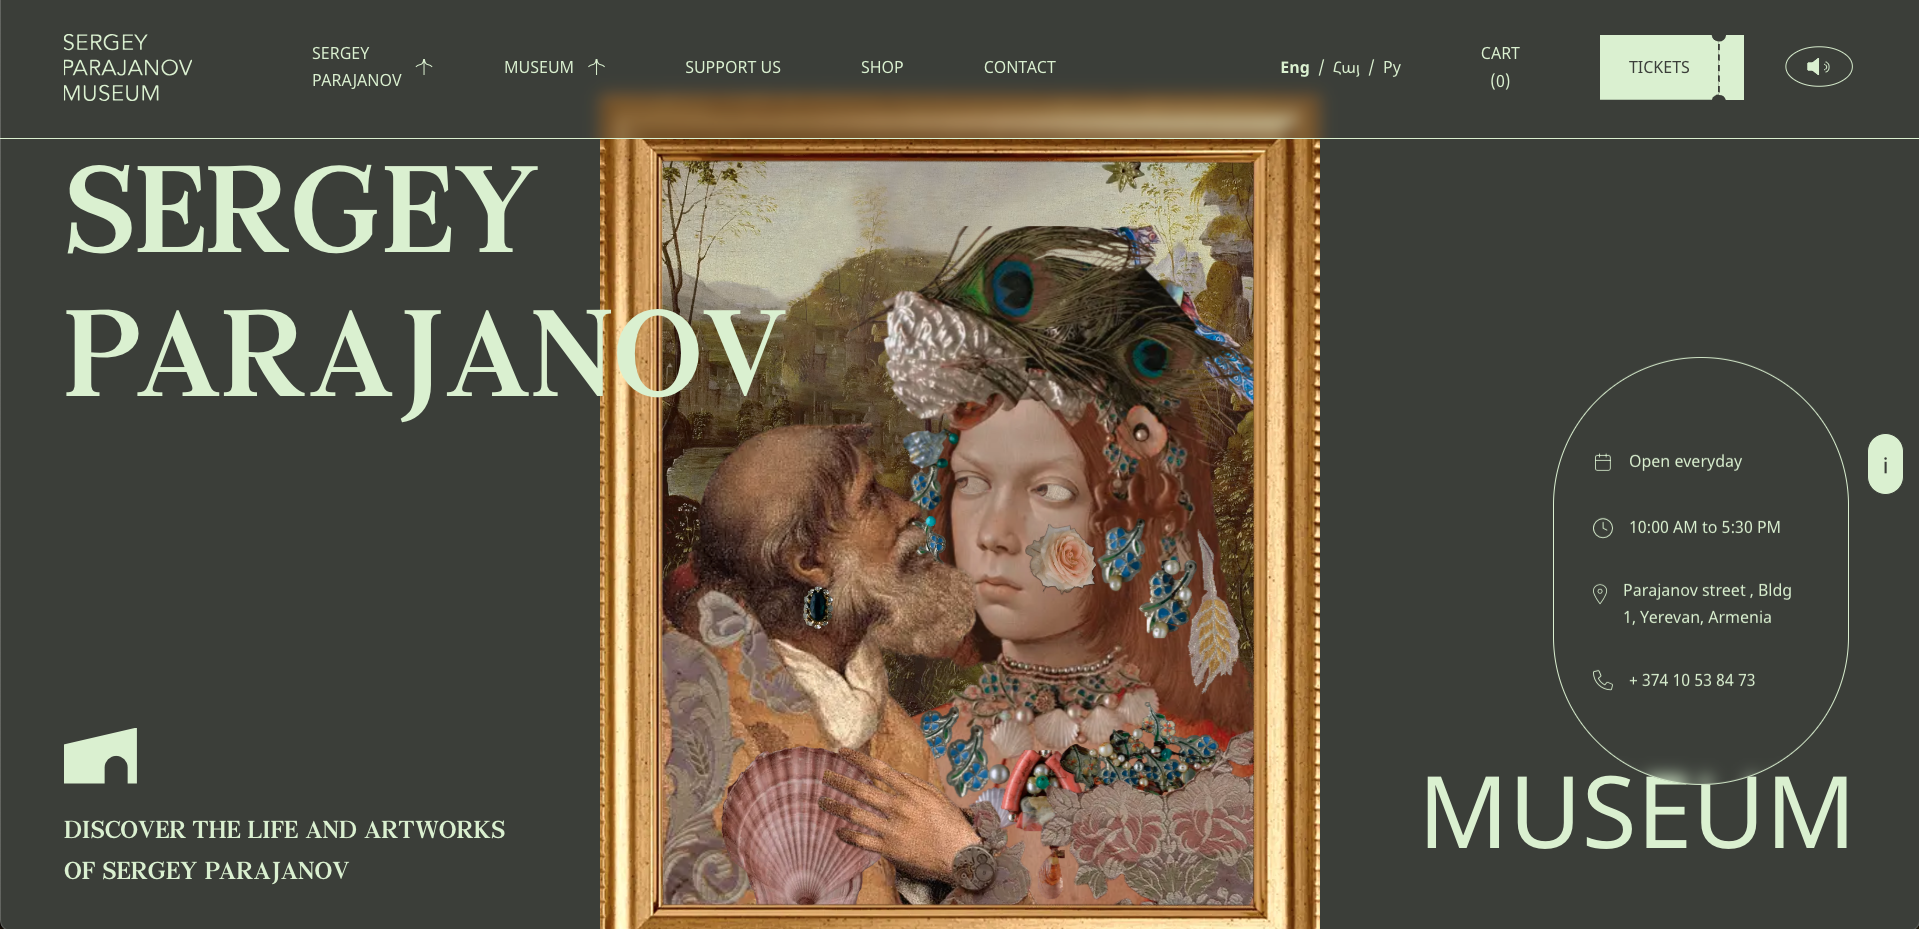 SERGEY
PARAJANOV
MUSEUM
SERGEY
PARAJANOV
MUSEUM
SUPPORT US
SHOP
CONTACT
Eng / Հայ / Ру
CART
(0)
TICKETS
SERGEY
PARAJANOV
Open everyday
i
10:00 AM to 5:30 PM
Parajanov street , Bldg
1, Yerevan, Armenia
+ 374 10 53 84 73
MUSEUM
DISCOVER THE LIFE AND ARTWORKS
OF SERGEY PARAJANOV